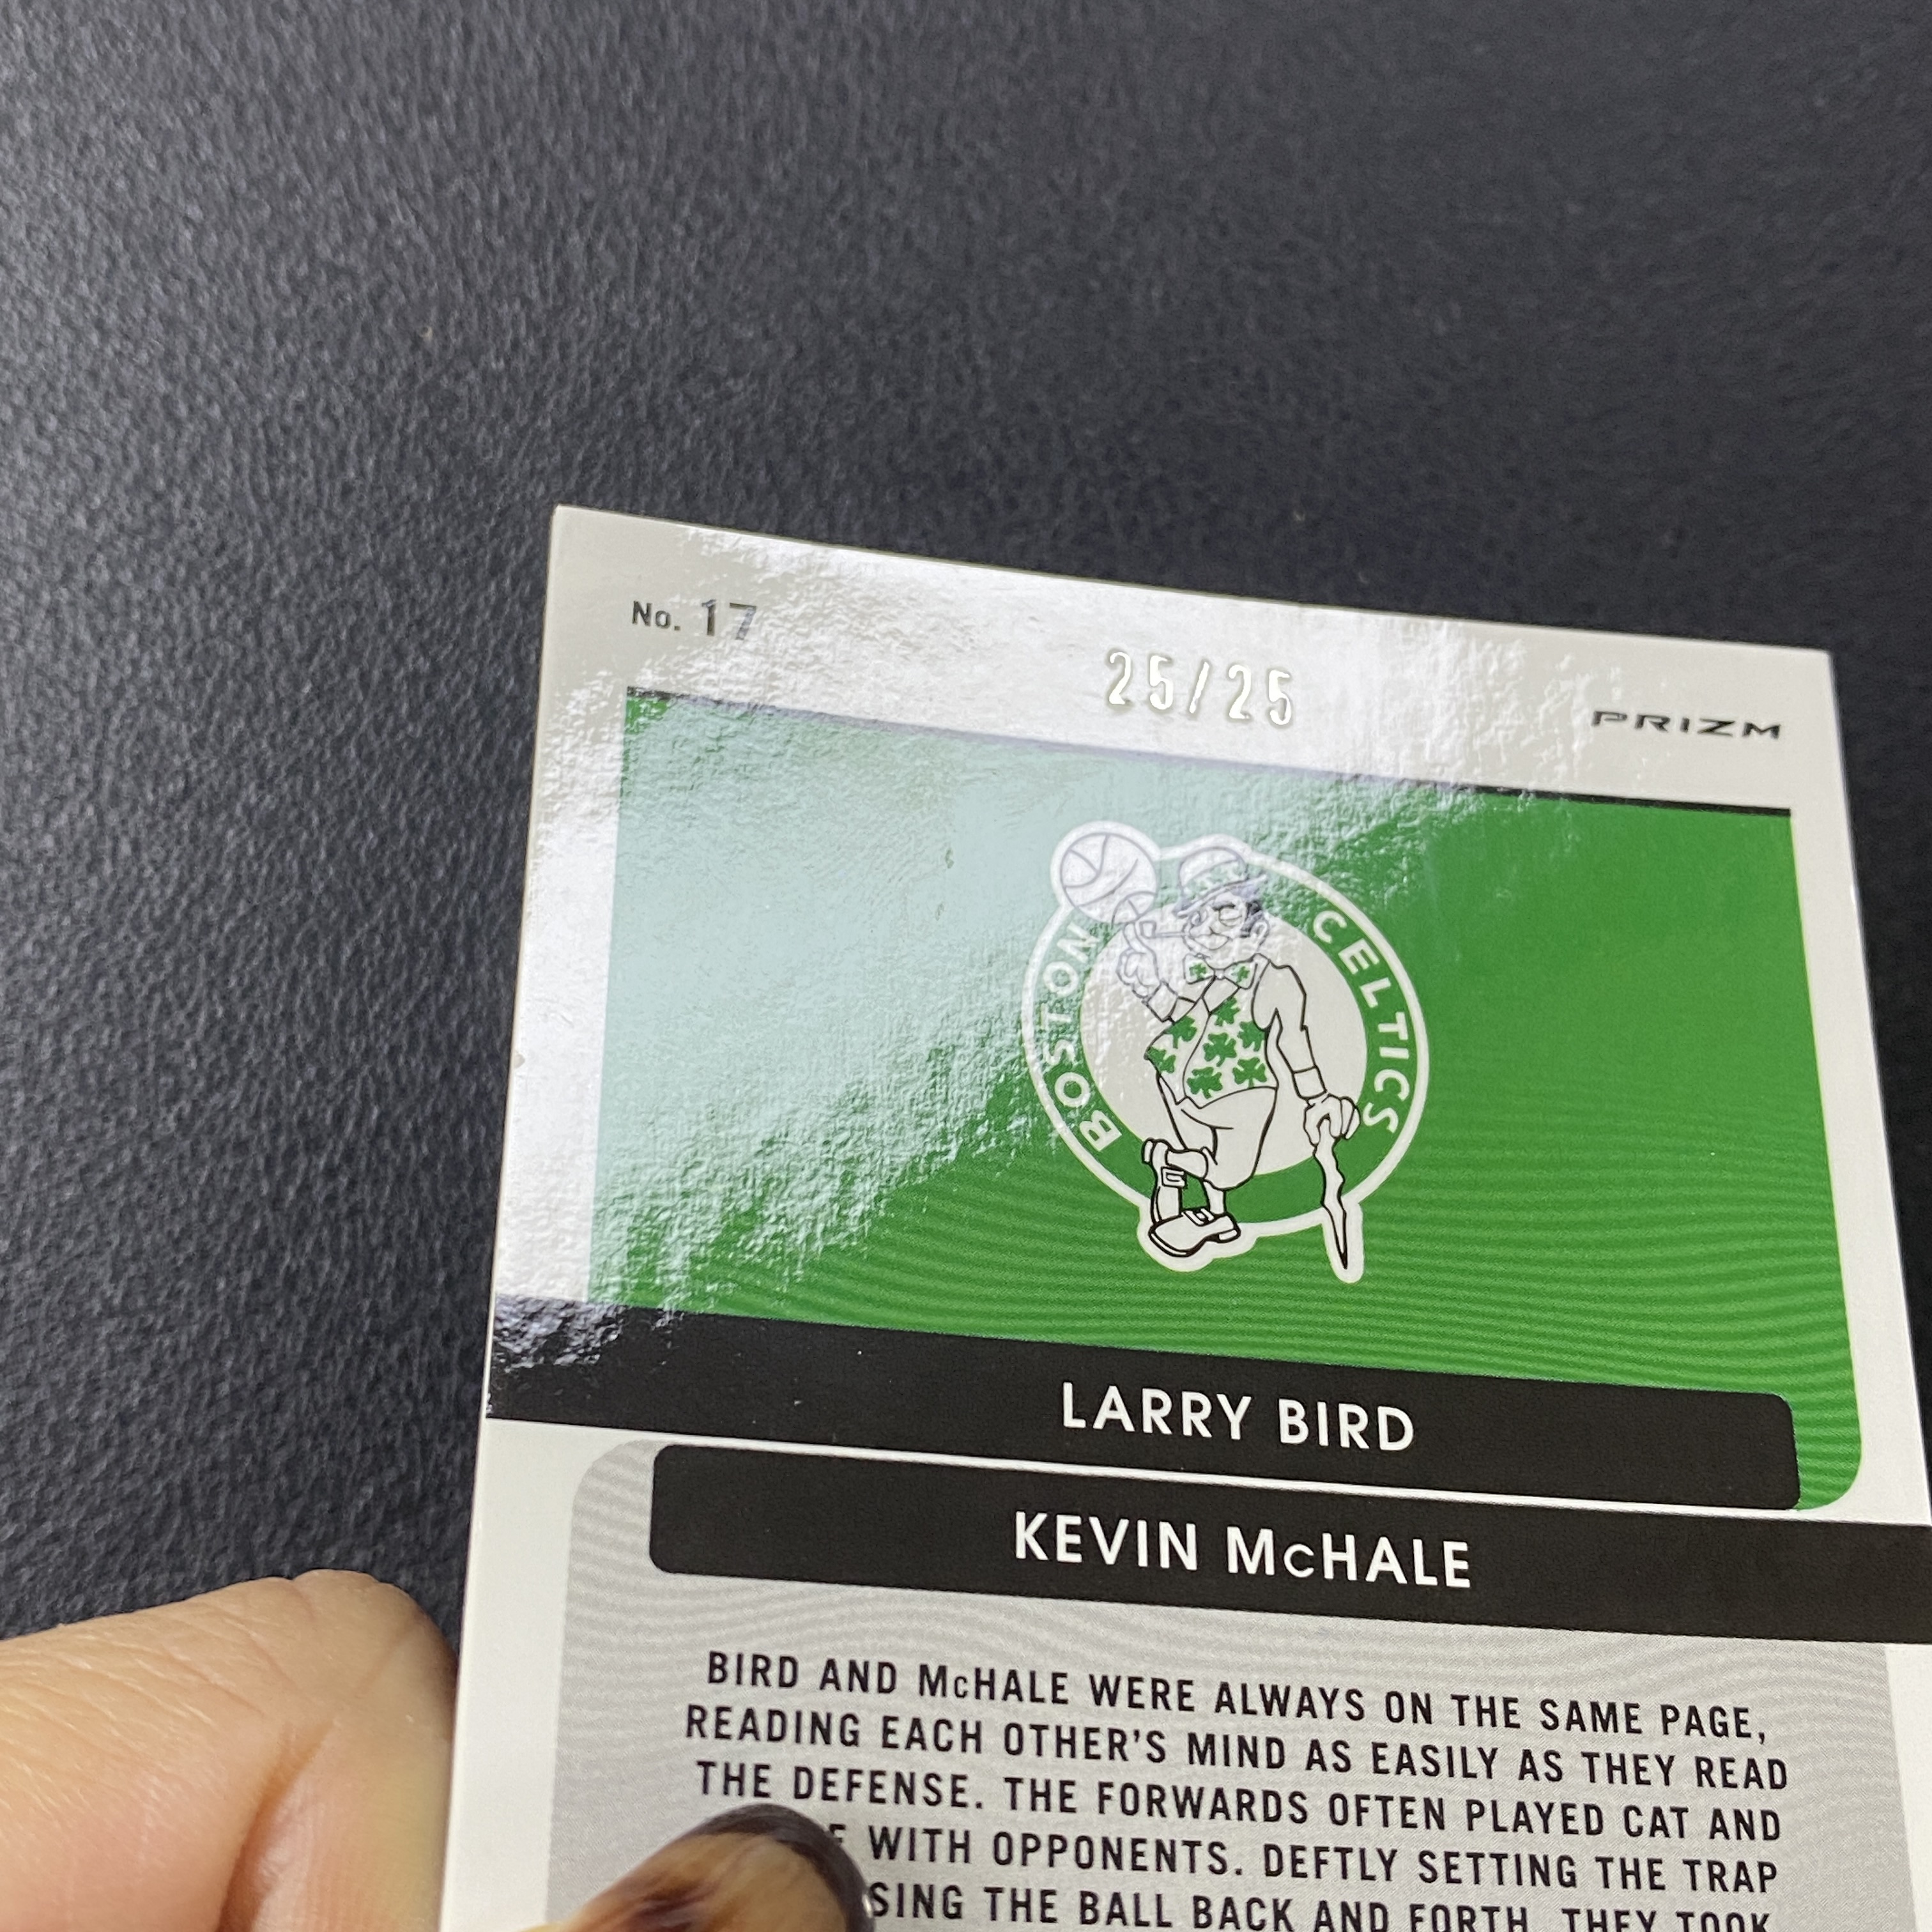 No. 17
25/25
PRIZM
BOSTON CELTICS
LARRY BIRD
KEVIN McHALE
BIRD AND McHALE WERE ALWAYS ON THE SAME PAGE,
READING EACH OTHER'S MIND AS EASILY AS THEY READ
THE DEFENSE. THE FORWARDS OFTEN PLAYED CAT AND
WITH OPPONENTS. DEFTLY SETTING THE TRAP
THE BALL BACK AND FORTH, THEY TOOK